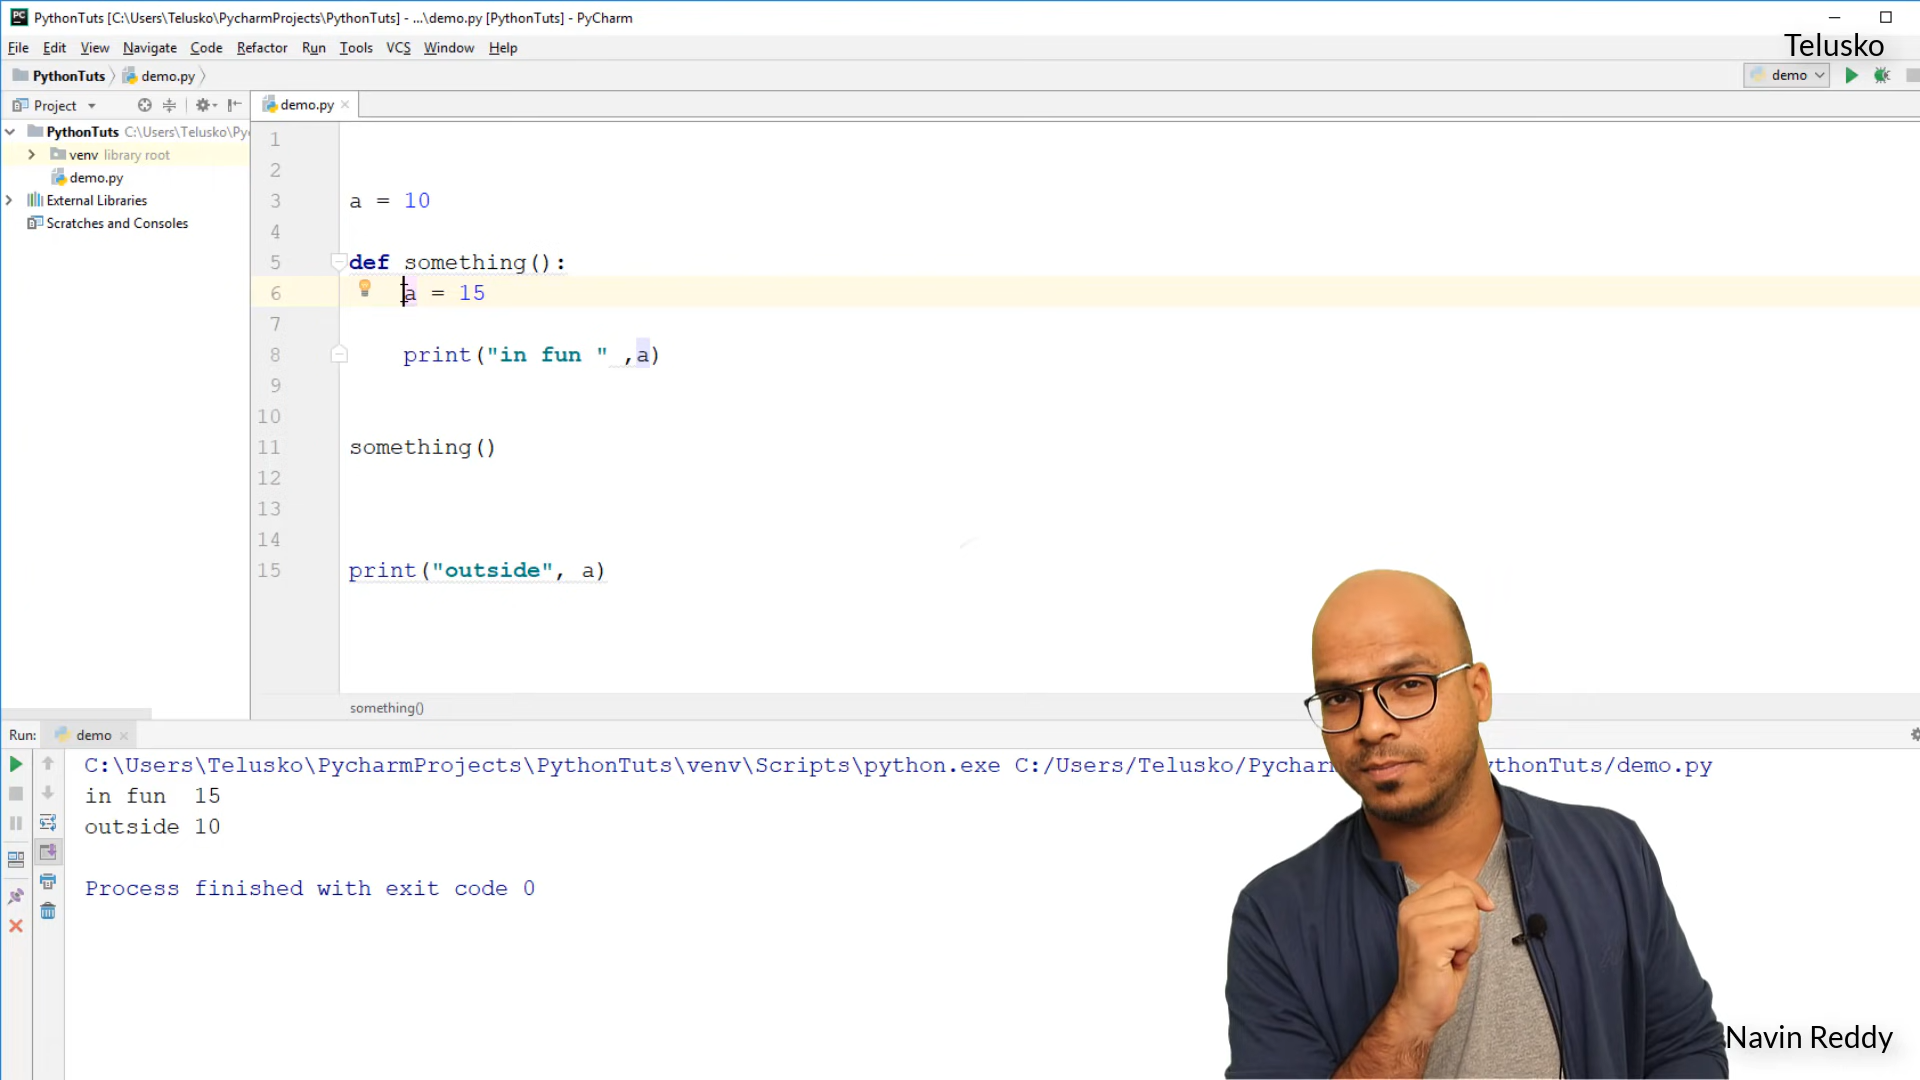 PythonTuts [C:\Users\Telusko\PycharmProjects\PythonTuts] - ...\demo.py [PythonTuts] - PyCharm
File Edit View Navigate Code Refactor Run Tools VCS Window Help
Telusko
PythonTuts demo.py
demo
Project
demo.py
PythonTuts C:\Users\Telusko\Py
venv library root
demo.py
External Libraries
Scratches and Consoles
1
2
3 a = 10
4
5 def something():
6 a = 15
7
8 print("in fun " ,a)
9
10
11 something()
12
13
14
15 print("outside", a)
something()
Run: demo
C:\Users\Telusko\PycharmProjects\PythonTuts\venv\Scripts\python.exe C:/Users/Telusko/Pychar ythonTuts/demo.py
in fun  15
outside 10
Process finished with exit code 0
Navin Reddy